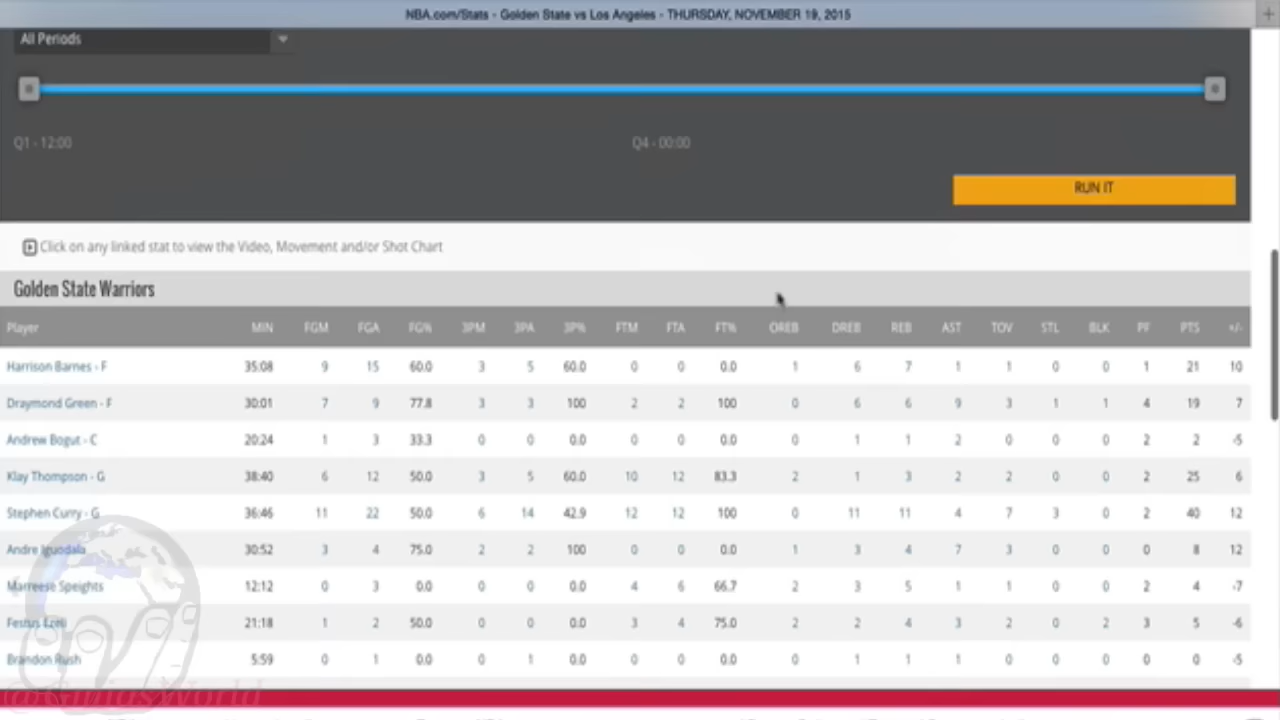 NBA.com/Stats - Golden State vs Los Angeles - THURSDAY, NOVEMBER 19, 2015
All Periods
Q1 - 12:00 Q4 - 00:00
RUN IT
Click on any linked stat to view the Video, Movement and/or Shot Chart
Golden State Warriors
Player MIN FGM FGA FG% 3PM 3PA 3P% FTM FTA FT% OREB DREB REB AST TOV STL BLK PF PTS +/-
Harrison Barnes - F 35:08 9 15 60.0 3 5 60.0 0 0 0.0 1 6 7 1 1 0 0 1 21 10
Draymond Green - F 30:01 7 9 77.8 3 3 100 2 2 100 0 6 6 9 3 1 1 4 19 7
Andrew Bogut - C 20:24 1 3 33.3 0 0 0.0 0 0 0.0 0 1 1 2 0 0 0 2 2 -5
Klay Thompson - G 38:40 6 12 50.0 3 5 60.0 10 12 83.3 2 1 3 2 2 0 0 2 25 6
Stephen Curry - G 36:46 11 22 50.0 6 14 42.9 12 12 100 0 11 11 4 7 3 0 2 40 12
Andre Iguodala 30:52 3 4 75.0 2 2 100 0 0 0.0 1 3 4 7 3 0 0 0 8 12
Marreese Speights 12:12 0 3 0.0 0 0 0.0 4 6 66.7 2 3 5 1 1 0 0 2 4 -7
Festus Ezeli 21:18 1 2 50.0 0 0 0.0 3 4 75.0 2 2 4 3 2 0 2 3 5 -6
Brandon Rush 5:59 0 1 0.0 0 1 0.0 0 0 0.0 0 1 1 1 0 0 0 0 0 -5